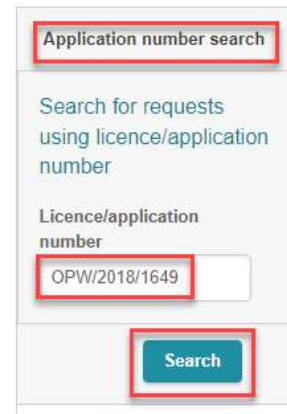 Application number search
Search for requests
using licence/application
number
Licence/application
number
OPW/2018/1649
Search